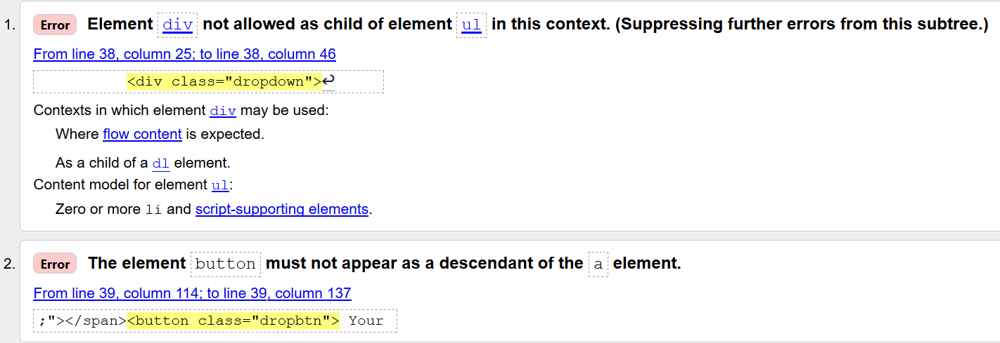 1. Error Element div not allowed as child of element ul in this context. (Suppressing further errors from this subtree.)
From line 38, column 25; to line 38, column 46
<div class="dropdown">↩
Contexts in which element div may be used:
Where flow content is expected.
As a child of a dl element.
Content model for element ul:
Zero or more li and script-supporting elements.
2. Error The element button must not appear as a descendant of the a element.
From line 39, column 114; to line 39, column 137
;"></span><button class="dropbtn"> Your